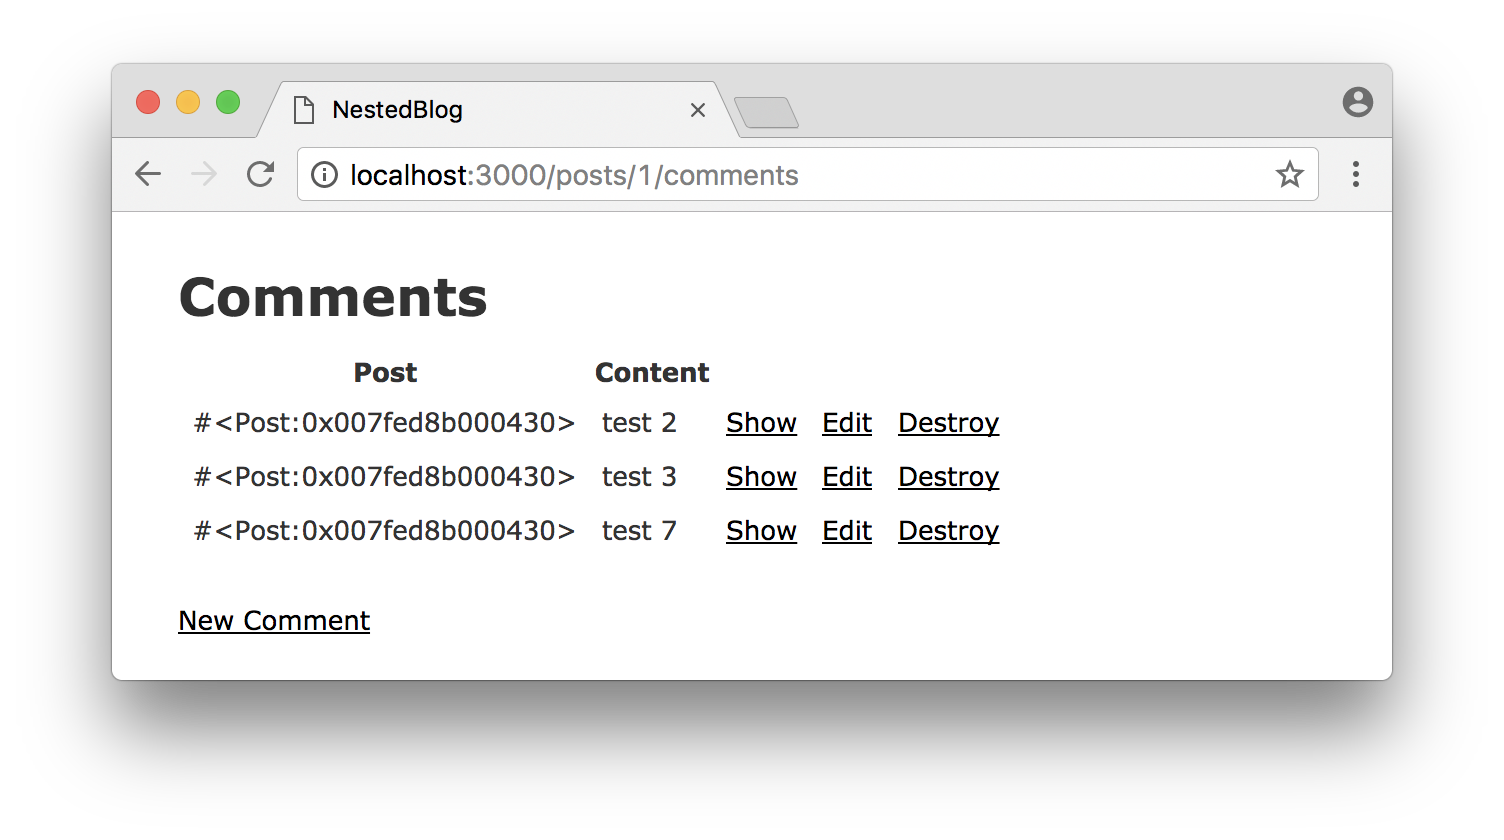 NestedBlog
localhost:3000/posts/1/comments
Comments
Post Content
#<Post:0x007fed8b000430> test 2 Show Edit Destroy
#<Post:0x007fed8b000430> test 3 Show Edit Destroy
#<Post:0x007fed8b000430> test 7 Show Edit Destroy
New Comment